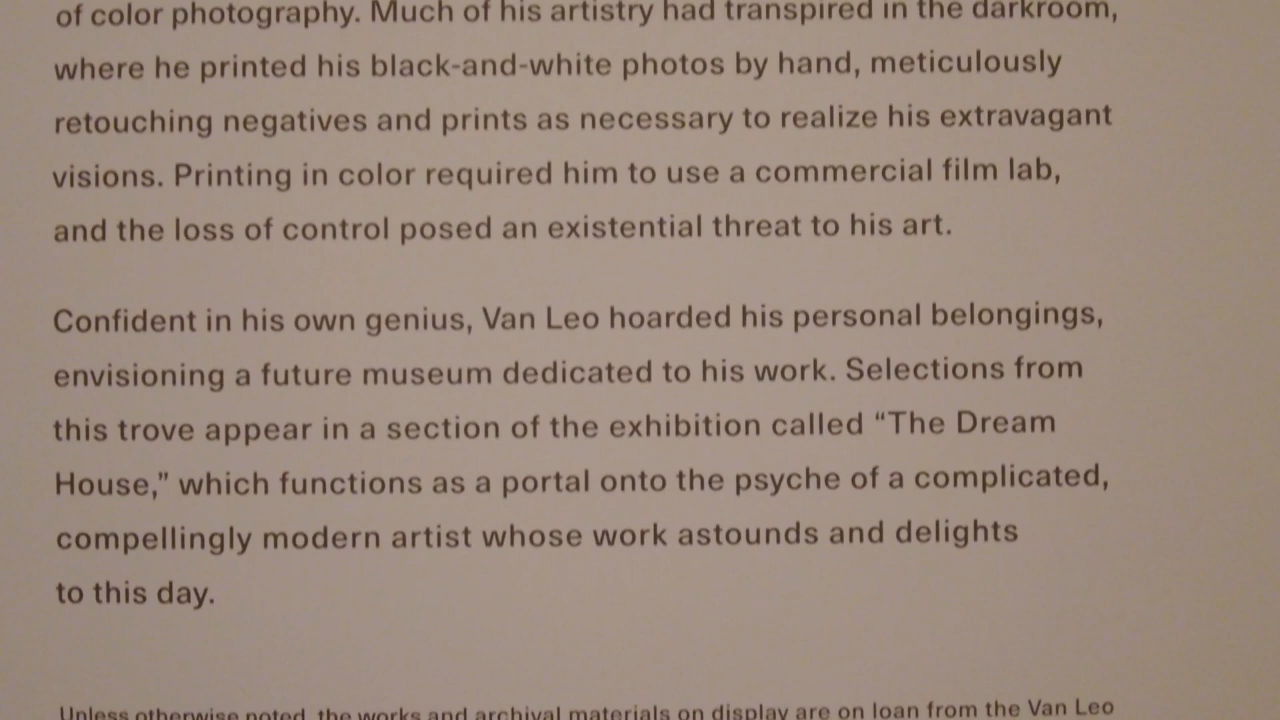 of color photography. Much of his artistry had transpired in the darkroom,
where he printed his black-and-white photos by hand, meticulously
retouching negatives and prints as necessary to realize his extravagant
visions. Printing in color required him to use a commercial film lab,
and the loss of control posed an existential threat to his art.
Confident in his own genius, Van Leo hoarded his personal belongings,
envisioning a future museum dedicated to his work. Selections from
this trove appear in a section of the exhibition called “The Dream
House,” which functions as a portal onto the psyche of a complicated,
compellingly modern artist whose work astounds and delights
to this day.
Unless otherwise noted, the works and archival materials on display are on loan from the Van Leo